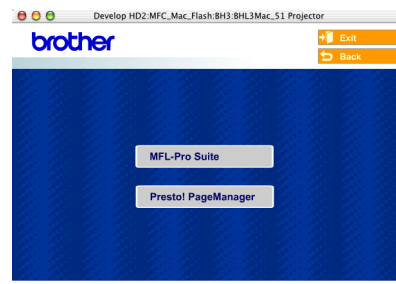 Develop HD2:MFC_Mac_Flash:BH3:BHL3Mac_51 Projector
brother
Exit
Back
MFL-Pro Suite
Presto! PageManager